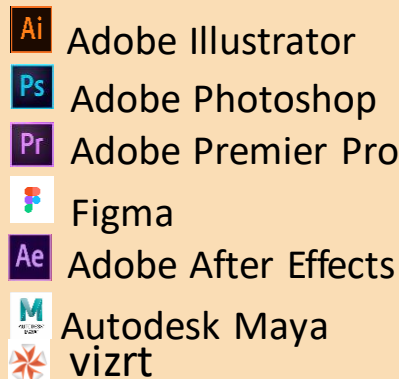 Ai Adobe Illustrator
Ps Adobe Photoshop
Pr Adobe Premier Pro
Figma
Ae Adobe After Effects
M Autodesk Maya
vizrt